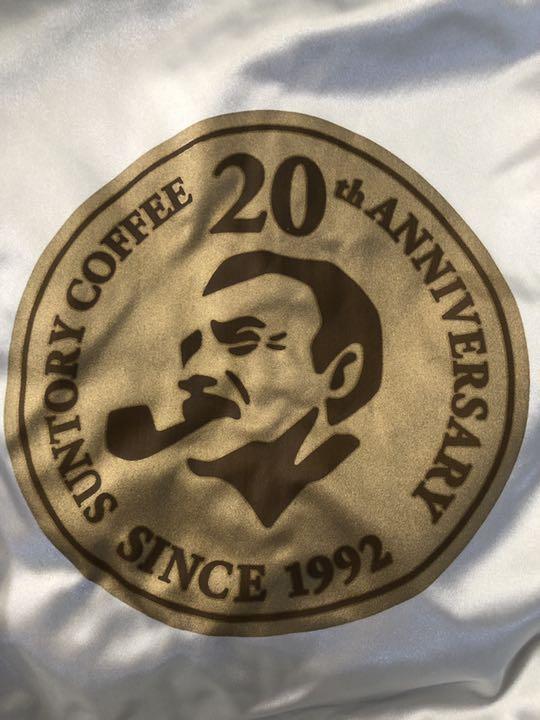 SUNTORY COFFEE 20th ANNIVERSARY
SINCE 1992